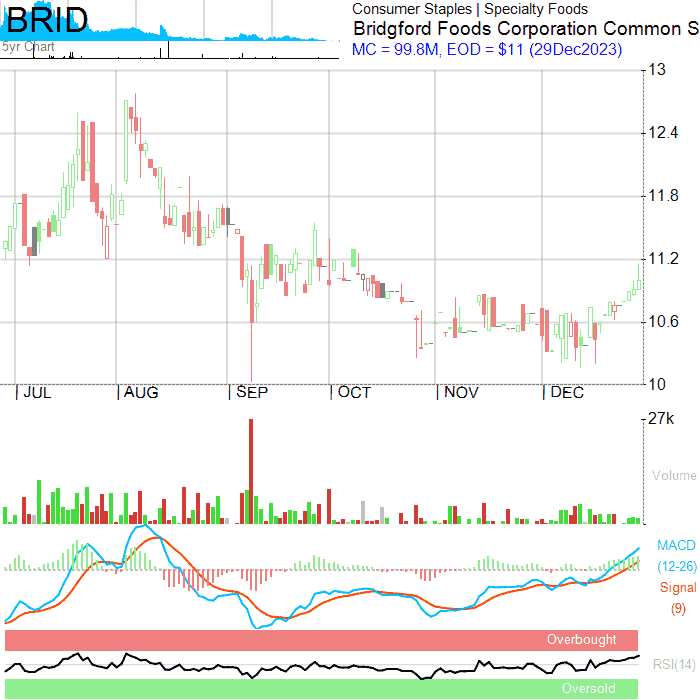 BRID
5yr Chart
Consumer Staples | Specialty Foods
Bridgford Foods Corporation Common S
MC = 99.8M, EOD = $11 (29Dec2023)
13
12.4
11.8
11.2
10.6
10
|JUL |AUG |SEP |OCT |NOV |DEC
27k
Volume
MACD
(12-26)
Signal
(9)
Overbought
RSI(14)
Oversold